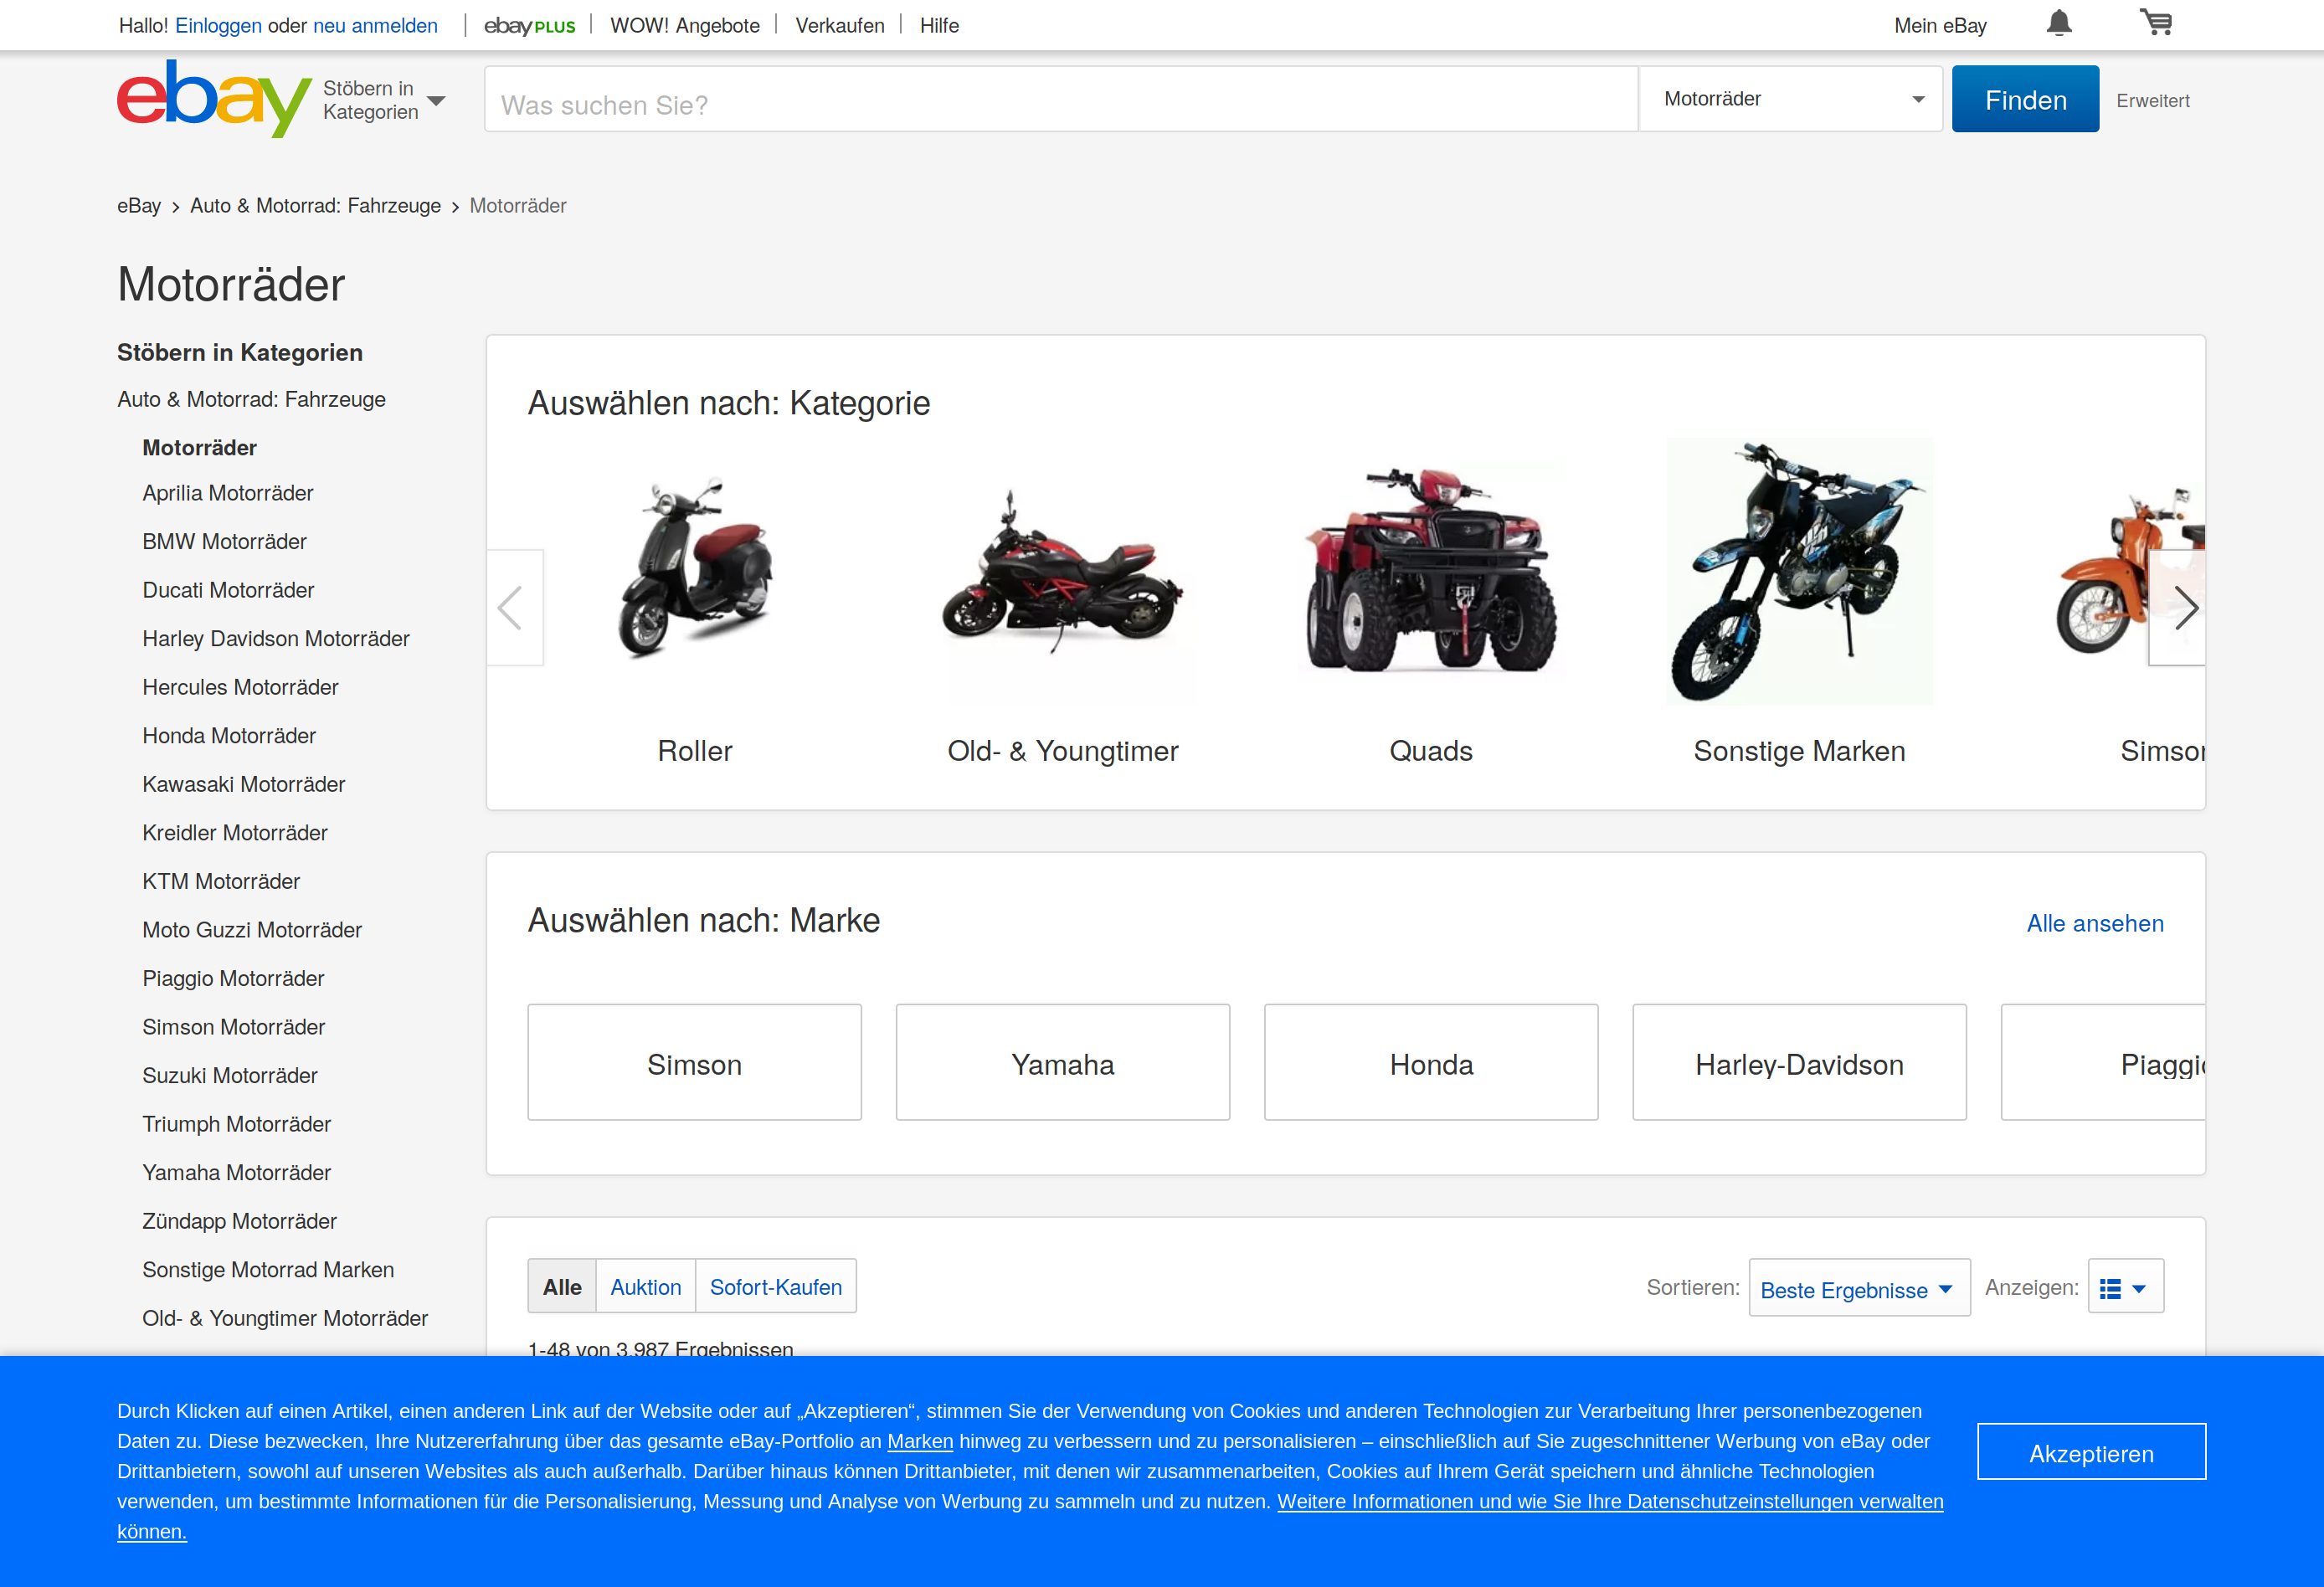 Hallo! Einloggen oder neu anmelden
ebay PLUS
WOW! Angebote
Verkaufen
Hilfe
Mein eBay
ebay
Stöbern in
Kategorien
Was suchen Sie?
Motorräder
Finden
Erweitert
eBay › Auto & Motorrad: Fahrzeuge › Motorräder
Motorräder
Stöbern in Kategorien
Auto & Motorrad: Fahrzeuge
Motorräder
Aprilia Motorräder
BMW Motorräder
Ducati Motorräder
Harley Davidson Motorräder
Hercules Motorräder
Honda Motorräder
Kawasaki Motorräder
Kreidler Motorräder
KTM Motorräder
Moto Guzzi Motorräder
Piaggio Motorräder
Simson Motorräder
Suzuki Motorräder
Triumph Motorräder
Yamaha Motorräder
Zündapp Motorräder
Sonstige Motorrad Marken
Old- & Youngtimer Motorräder
Auswählen nach: Kategorie
Roller
Old- & Youngtimer
Quads
Sonstige Marken
Simson
Auswählen nach: Marke
Alle ansehen
Simson
Yamaha
Honda
Harley-Davidson
Piaggio
Alle
Auktion
Sofort-Kaufen
Sortieren:
Beste Ergebnisse
Anzeigen:
1-48 von 3.987 Ergebnissen
Durch Klicken auf einen Artikel, einen anderen Link auf der Website oder auf „Akzeptieren“, stimmen Sie der Verwendung von Cookies und anderen Technologien zur Verarbeitung Ihrer personenbezogenen
Daten zu. Diese bezwecken, Ihre Nutzererfahrung über das gesamte eBay-Portfolio an Marken hinweg zu verbessern und zu personalisieren – einschließlich auf Sie zugeschnittener Werbung von eBay oder
Drittanbietern, sowohl auf unseren Websites als auch außerhalb. Darüber hinaus können Drittanbieter, mit denen wir zusammenarbeiten, Cookies auf Ihrem Gerät speichern und ähnliche Technologien
verwenden, um bestimmte Informationen für die Personalisierung, Messung und Analyse von Werbung zu sammeln und zu nutzen. Weitere Informationen und wie Sie Ihre Datenschutzeinstellungen verwalten
können.
Akzeptieren